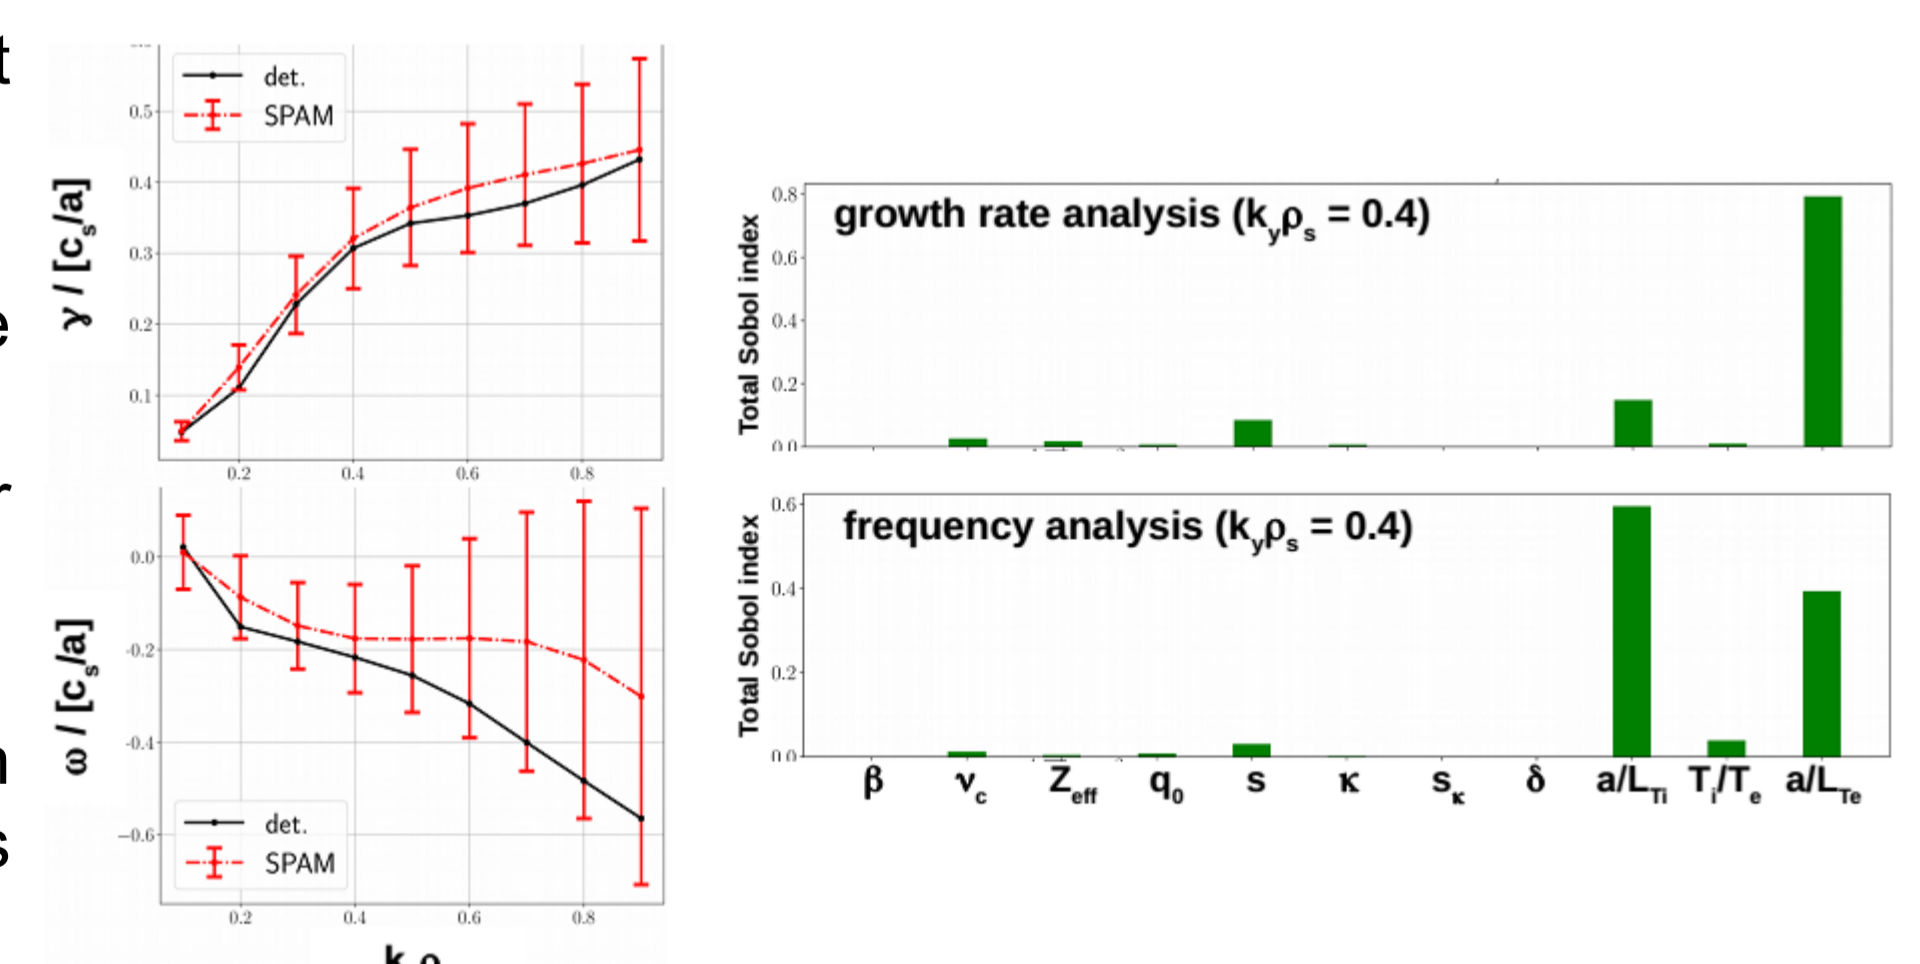 t
e
r
n
s
det.
SPAM
0.5
0.4
0.3
0.2
0.1
γ / [c_s/a]
0.2 0.4 0.6 0.8
0.0
-0.2
-0.4
−0.6
ω / [c_s/a]
det.
SPAM
0.2 0.4 0.6 0.8
growth rate analysis (k_yρ_s = 0.4)
Total Sobol index
0.8
0.6
0.4
0.2
0.0
frequency analysis (k_yρ_s = 0.4)
Total Sobol index
0.6
0.4
0.2
0.0
β ν_c Z_eff q_0 s κ s_κ δ a/L_Ti T_i/T_e a/L_Te